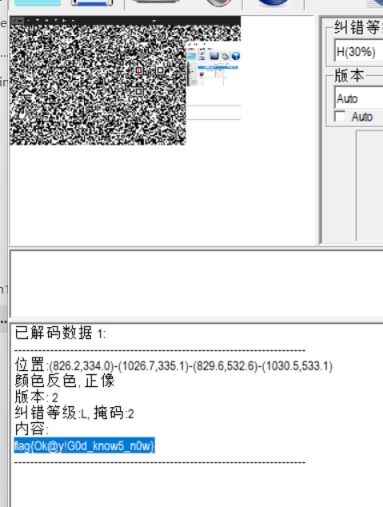 纠错等
H(30%)
版本
Auto
Auto
已解码数据 1:
位置:(826.2,334.0)-(1026.7,335.1)-(829.6,532.6)-(1030.5,533.1)
颜色反色, 正像
版本: 2
纠错等级:L, 掩码:2
内容:
flag{Ok@y!G0d_know5_n0w}